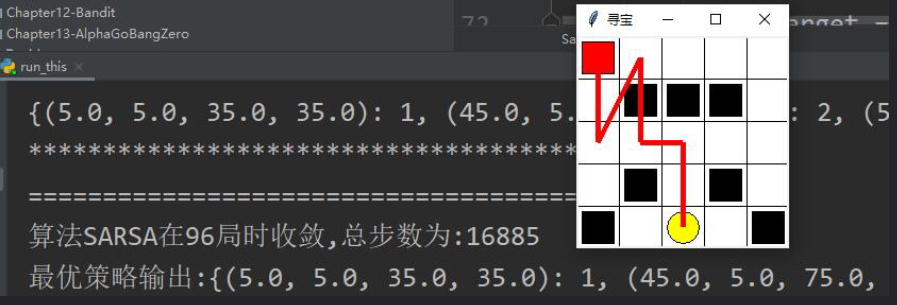 Chapter12-Bandit
Chapter13-AlphaGoBangZero
72
寻宝
Sa
run_this
{(5.0, 5.0, 35.0, 35.0): 1, (45.0, 5. : 2, (5
****************************************
========================================
算法SARSA在96局时收敛,总步数为:16885
最优策略输出:{(5.0, 5.0, 35.0, 35.0): 1, (45.0, 5.0, 75.0,